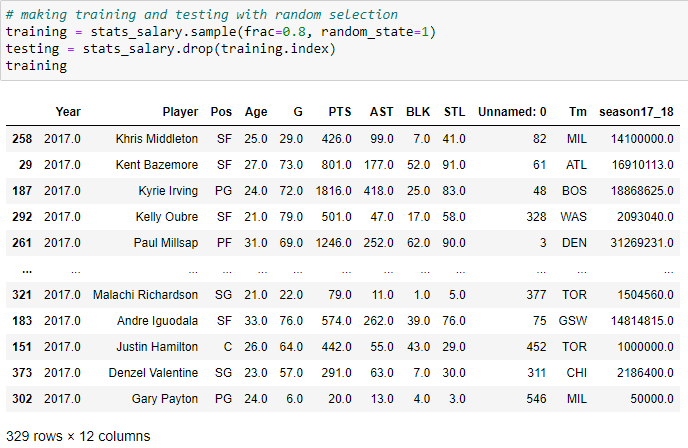 # making training and testing with random selection
training = stats_salary.sample(frac=0.8, random_state=1)
testing = stats_salary.drop(training.index)
training
Year Player Pos Age G PTS AST BLK STL Unnamed: 0 Tm season17_18
258 2017.0 Khris Middleton SF 25.0 29.0 426.0 99.0 7.0 41.0 82 MIL 14100000.0
29 2017.0 Kent Bazemore SF 27.0 73.0 801.0 177.0 52.0 91.0 61 ATL 16910113.0
187 2017.0 Kyrie Irving PG 24.0 72.0 1816.0 418.0 25.0 83.0 48 BOS 18868625.0
292 2017.0 Kelly Oubre SF 21.0 79.0 501.0 47.0 17.0 58.0 328 WAS 2093040.0
261 2017.0 Paul Millsap PF 31.0 69.0 1246.0 252.0 62.0 90.0 3 DEN 31269231.0
... ... ... ... ... ... ... ... ... ... ... ... ...
321 2017.0 Malachi Richardson SG 21.0 22.0 79.0 11.0 1.0 5.0 377 TOR 1504560.0
183 2017.0 Andre Iguodala SF 33.0 76.0 574.0 262.0 39.0 76.0 75 GSW 14814815.0
151 2017.0 Justin Hamilton C 26.0 64.0 442.0 55.0 43.0 29.0 452 TOR 1000000.0
373 2017.0 Denzel Valentine SG 23.0 57.0 291.0 63.0 7.0 30.0 311 CHI 2186400.0
302 2017.0 Gary Payton PG 24.0 6.0 20.0 13.0 4.0 3.0 546 MIL 50000.0
329 rows × 12 columns